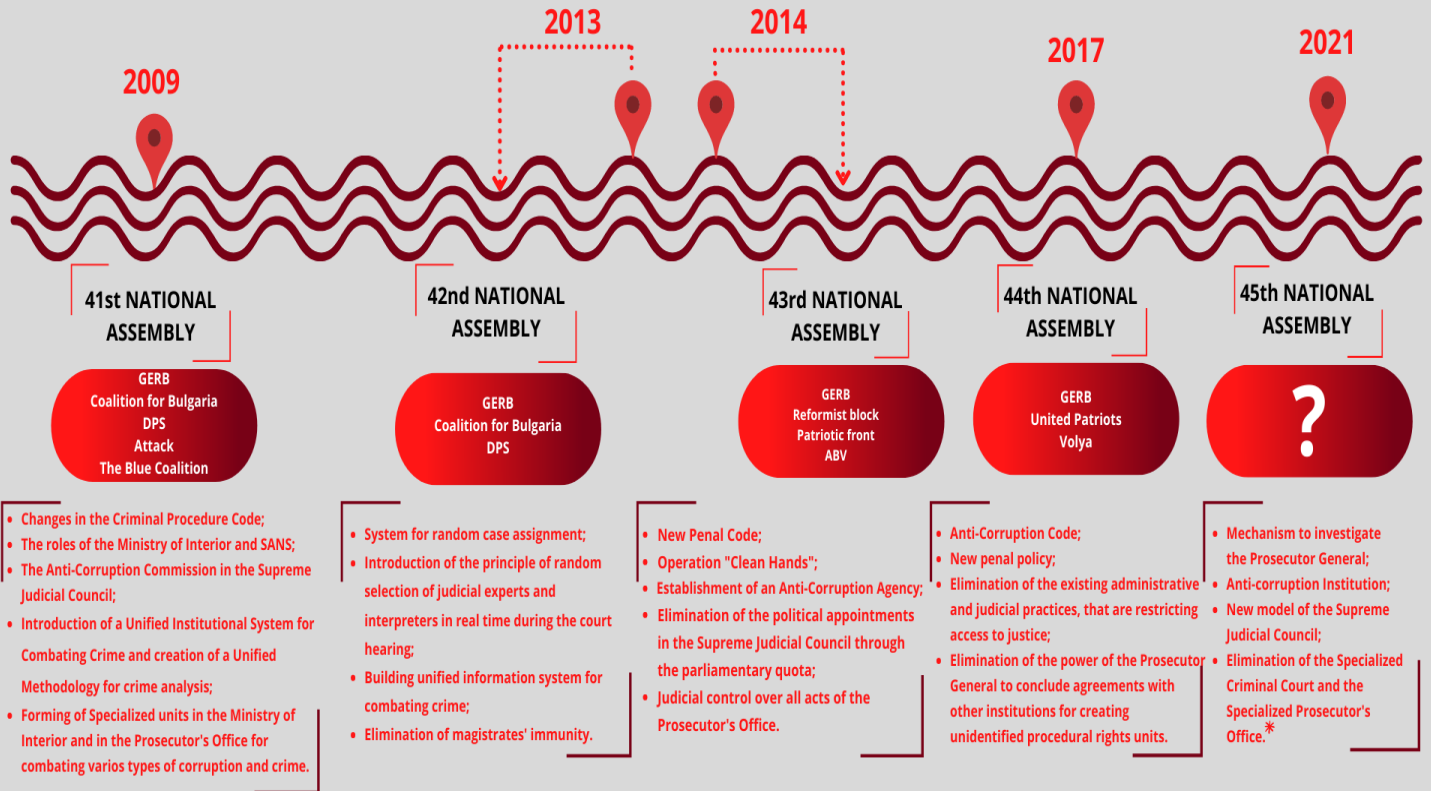 2009
2013
2014
2017
2021
41st NATIONAL
ASSEMBLY
GERB
Coalition for Bulgaria
DPS
Attack
The Blue Coalition
• Changes in the Criminal Procedure Code;
• The roles of the Ministry of Interior and SANS;
• The Anti-Corruption Commission in the Supreme
Judicial Council;
• Introduction of a Unified Institutional System for
Combating Crime and creation of a Unified
Methodology for crime analysis;
• Forming of Specialized units in the Ministry of
Interior and in the Prosecutor's Office for
combating varios types of corruption and crime.
42nd NATIONAL
ASSEMBLY
GERB
Coalition for Bulgaria
DPS
• System for random case assignment;
• Introduction of the principle of random
selection of judicial experts and
interpreters in real time during the court
hearing;
• Building unified information system for
combating crime;
• Elimination of magistrates' immunity.
43rd NATIONAL
ASSEMBLY
GERB
Reformist block
Patriotic front
ABV
• New Penal Code;
• Operation "Clean Hands";
• Establishment of an Anti-Corruption Agency;
• Elimination of the political appointments
in the Supreme Judicial Council through
the parliamentary quota;
• Judicial control over all acts of the
Prosecutor's Office.
44th NATIONAL
ASSEMBLY
GERB
United Patriots
Volya
• Anti-Corruption Code;
• New penal policy;
• Elimination of the existing administrative
and judicial practices, that are restricting
access to justice;
• Elimination of the power of the Prosecutor
General to conclude agreements with
other institutions for creating
unidentified procedural rights units.
45th NATIONAL
ASSEMBLY
?
• Mechanism to investigate
the Prosecutor General;
• Anti-corruption Institution;
• New model of the Supreme
Judicial Council;
• Elimination of the Specialized
Criminal Court and the
Specialized Prosecutor's
Office.*